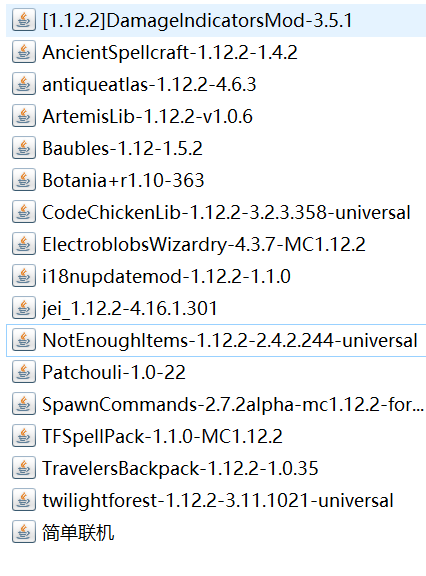 [1.12.2]DamageIndicatorsMod-3.5.1
AncientSpellcraft-1.12.2-1.4.2
antiqueatlas-1.12.2-4.6.3
ArtemisLib-1.12.2-v1.0.6
Baubles-1.12-1.5.2
Botania+r1.10-363
CodeChickenLib-1.12.2-3.2.3.358-universal
ElectroblobsWizardry-4.3.7-MC1.12.2
i18nupdatemod-1.12.2-1.1.0
jei_1.12.2-4.16.1.301
NotEnoughItems-1.12.2-2.4.2.244-universal
Patchouli-1.0-22
SpawnCommands-2.7.2alpha-mc1.12.2-for...
TFSpellPack-1.1.0-MC1.12.2
TravelersBackpack-1.12.2-1.0.35
twilightforest-1.12.2-3.11.1021-universal
简单联机